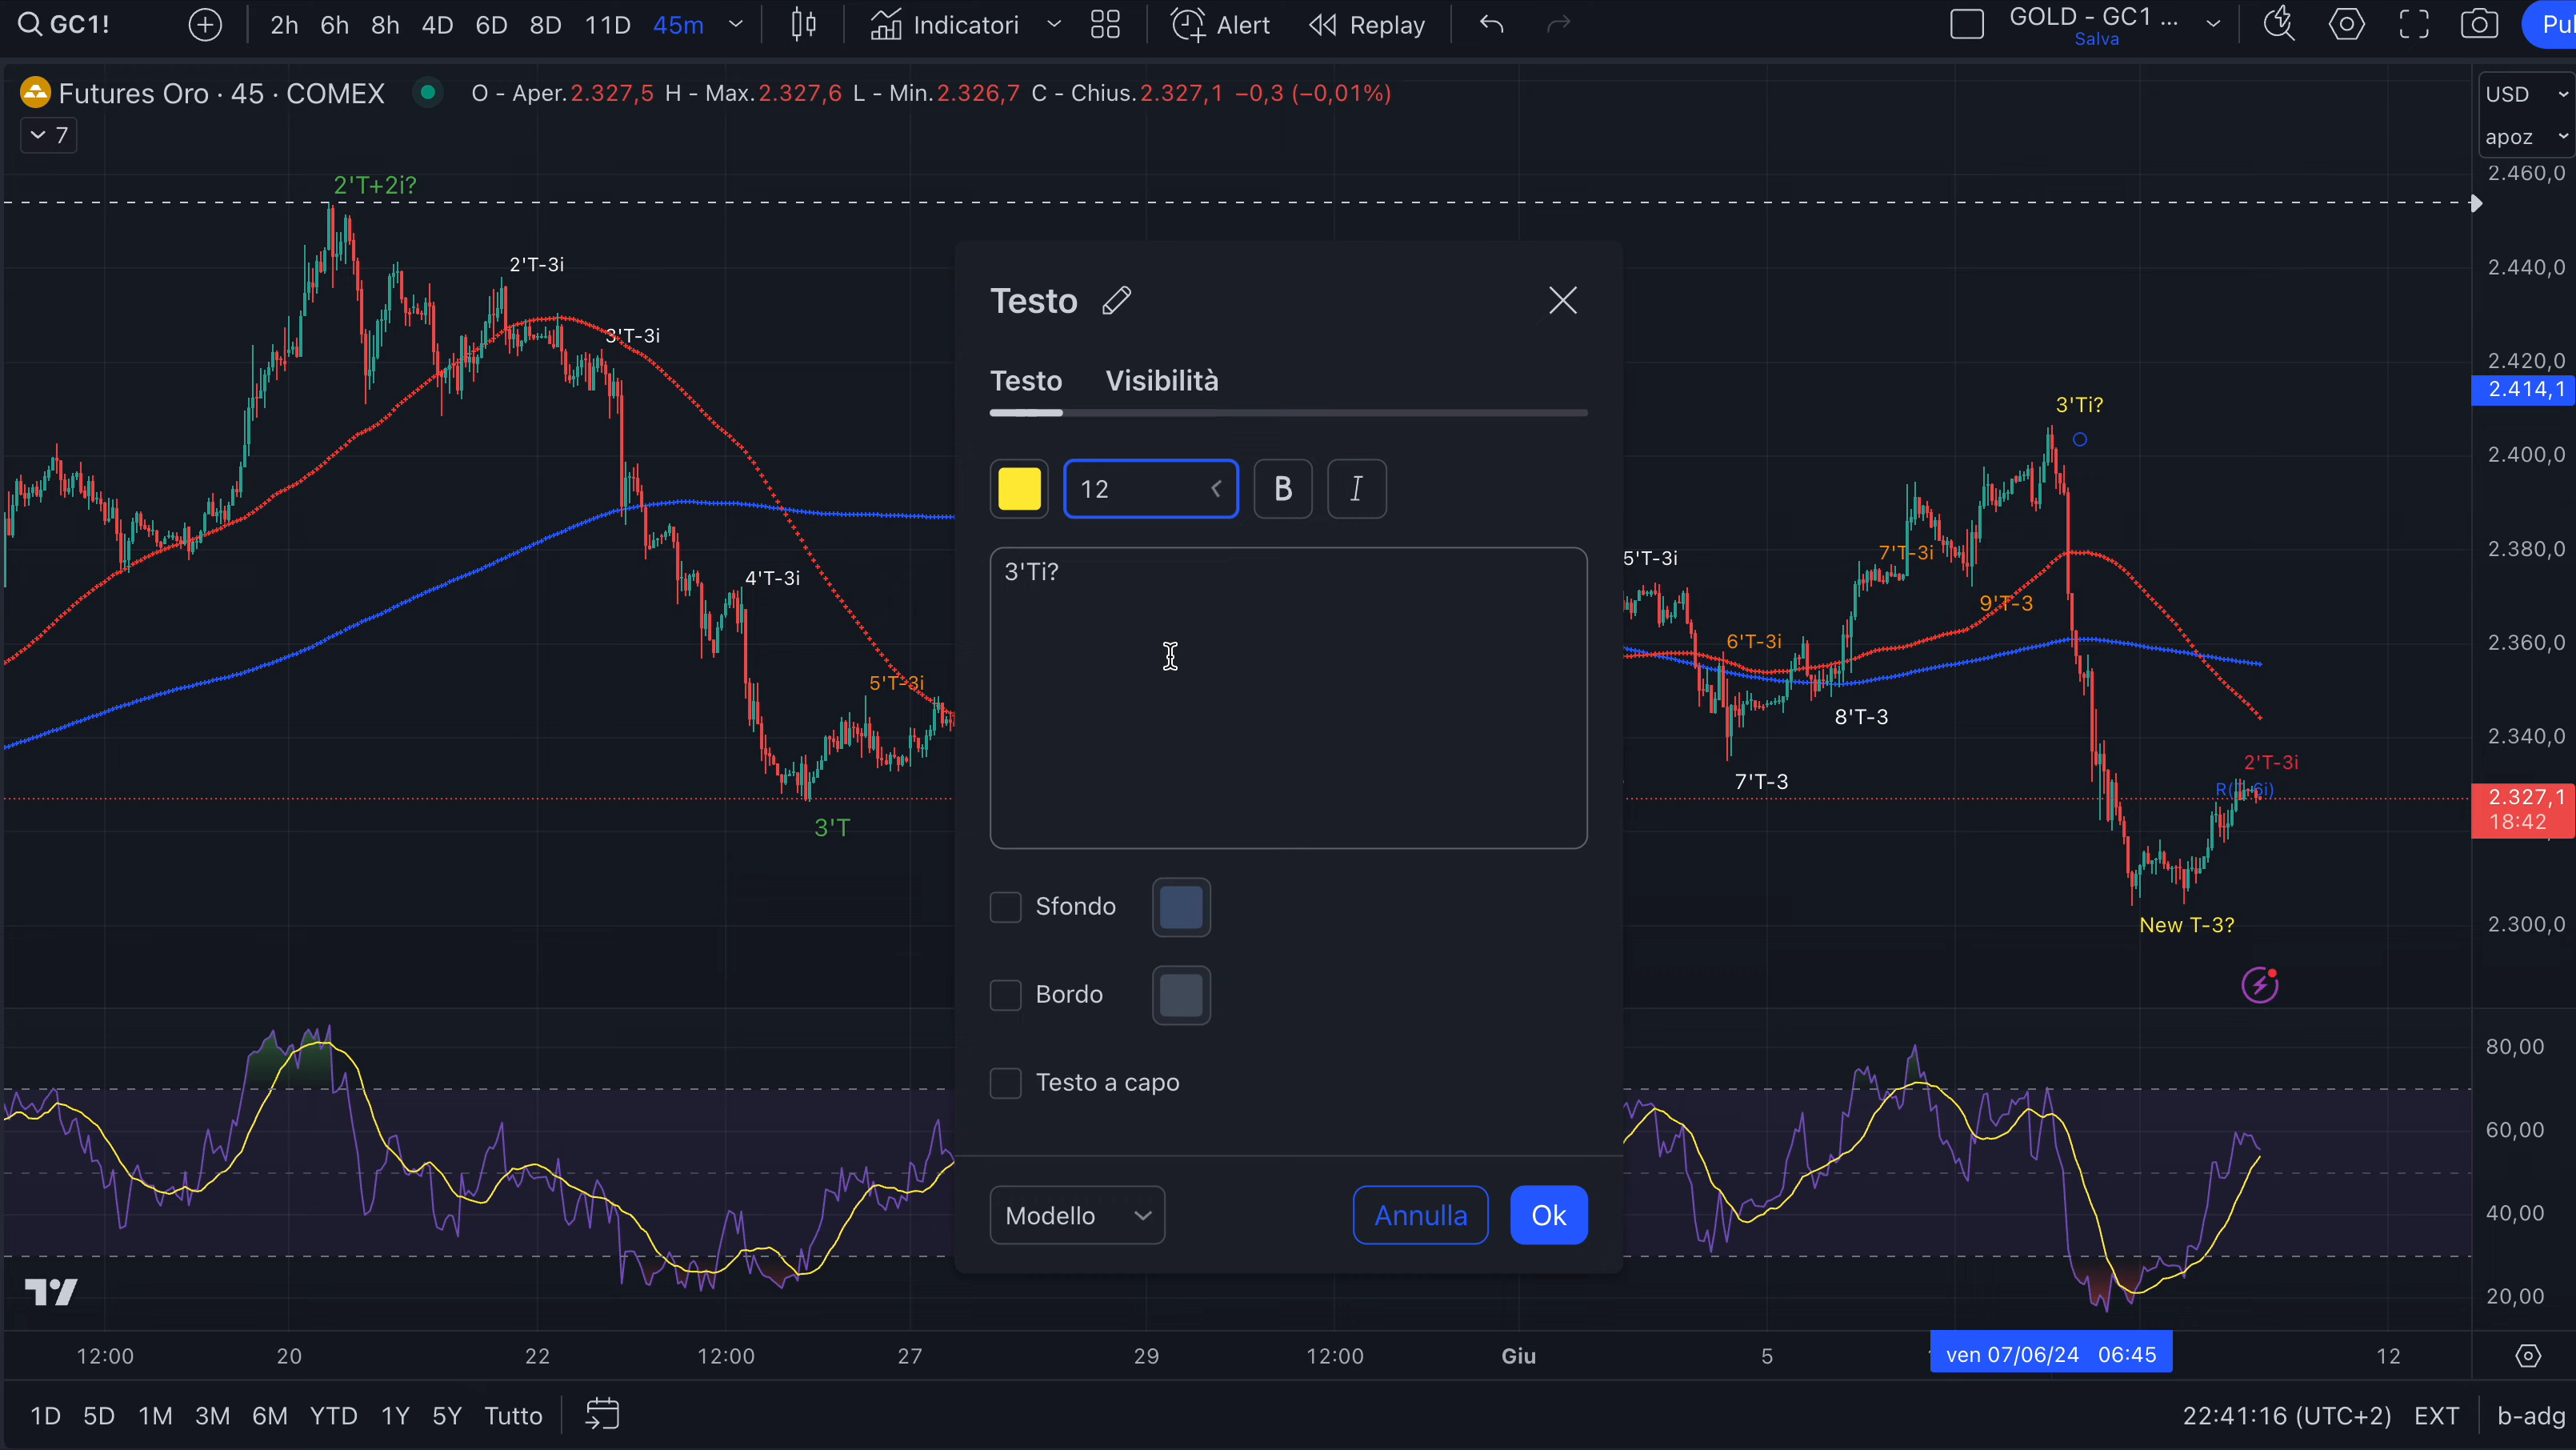 GC1!
2h 6h 8h 4D 6D 8D 11D 45m
Indicatori
Alert
Replay
GOLD - GC1 ...
Salva
Pul
Futures Oro · 45 · COMEX
O - Aper.2.327,5 H - Max.2.327,6 L - Min.2.326,7 C - Chius.2.327,1 −0,3 (−0,01%)
7
USD
apoz
2.460,0
2.440,0
2.420,0
2.414,1
2.400,0
2.380,0
2.360,0
2.340,0
2.327,1
18:42
2.300,0
80,00
60,00
40,00
20,00
2'T+2i?
2'T-3i
3'T-3i
4'T-3i
5'T-3i
3'T
5'T-3i
6'T-3i
7'T-3
8'T-3
7'T-3i
9'T-3
3'Ti?
2'T-3i
New T-3?
Testo
Testo Visibilità
12
B
I
3'Ti?
Sfondo
Bordo
Testo a capo
Modello
Annulla
Ok
12:00 20 22 12:00 27 29 12:00 Giu 5 ven 07/06/24 06:45 12
1D 5D 1M 3M 6M YTD 1Y 5Y Tutto
22:41:16 (UTC+2) EXT b-adg